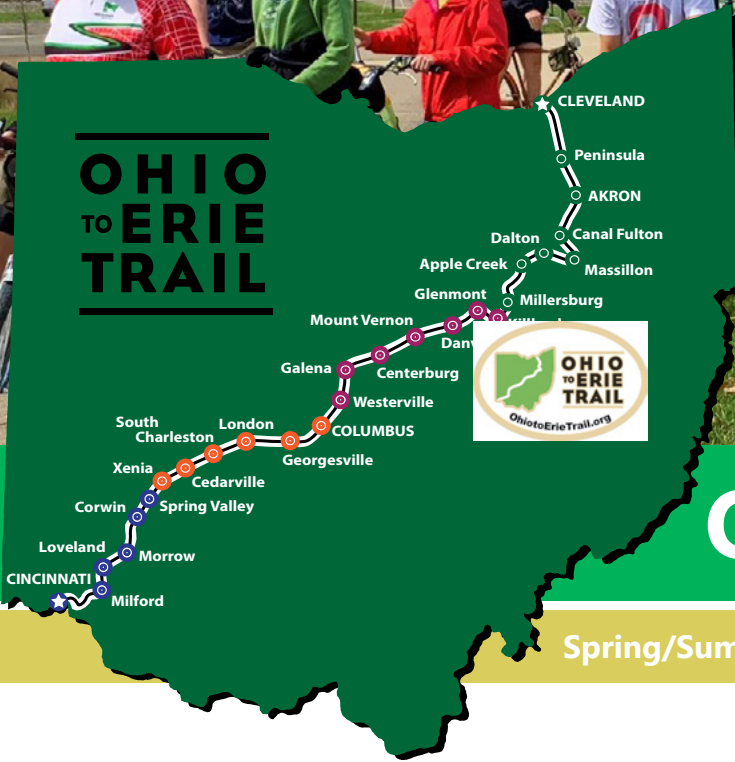 CLEVELAND
Peninsula
AKRON
Canal Fulton
Dalton
Massillon
Apple Creek
Glenmont
Millersburg
Mount Vernon
Galena
Centerburg
Westerville
South
Charleston
London
COLUMBUS
Georgesville
Xenia
Cedarville
Corwin
Spring Valley
Loveland
Morrow
CINCINNATI
Milford
OHIO
TO ERIE
TRAIL
OHIO
TO ERIE
TRAIL
OhiotoErieTrail.org
Spring/Sum